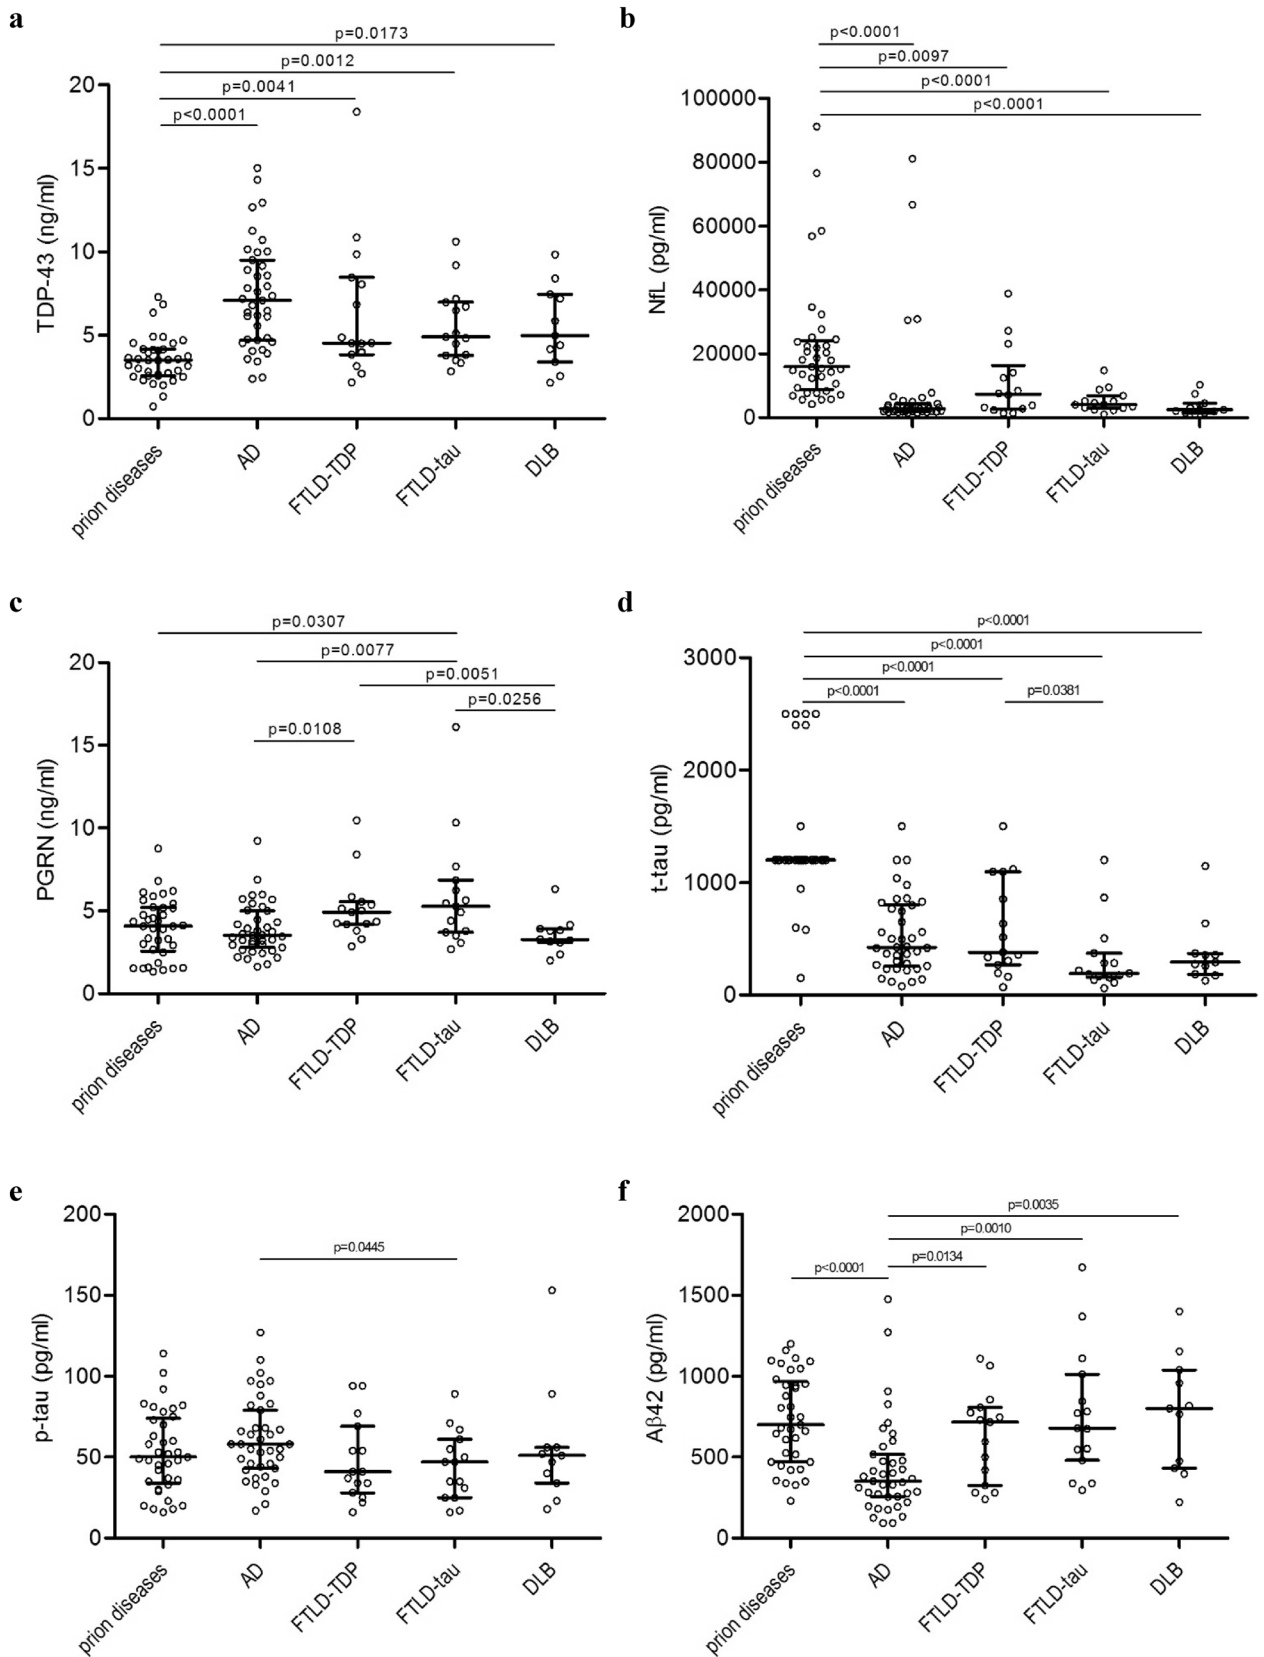 a
p=0.0173
p=0.0012
p=0.0041
p<0.0001
TDP-43 (ng/ml)
20
15
10
5
0
prion diseases
AD
FTLD-TDP
FTLD-tau
DLB
b
p<0.0001
p=0.0097
p<0.0001
p<0.0001
NfL (pg/ml)
100000
80000
60000
40000
20000
0
prion diseases
AD
FTLD-TDP
FTLD-tau
DLB
c
p=0.0307
p=0.0077
p=0.0051
p=0.0256
p=0.0108
PGRN (ng/ml)
20
15
10
5
0
prion diseases
AD
FTLD-TDP
FTLD-tau
DLB
d
p<0.0001
p<0.0001
p<0.0001
p<0.0001
p=0.0381
t-tau (pg/ml)
3000
2000
1000
0
prion diseases
AD
FTLD-TDP
FTLD-tau
DLB
e
p=0.0445
p-tau (pg/ml)
200
150
100
50
0
prion diseases
AD
FTLD-TDP
FTLD-tau
DLB
f
p=0.0035
p=0.0010
p=0.0134
p<0.0001
Aβ42 (pg/ml)
2000
1500
1000
500
0
prion diseases
AD
FTLD-TDP
FTLD-tau
DLB